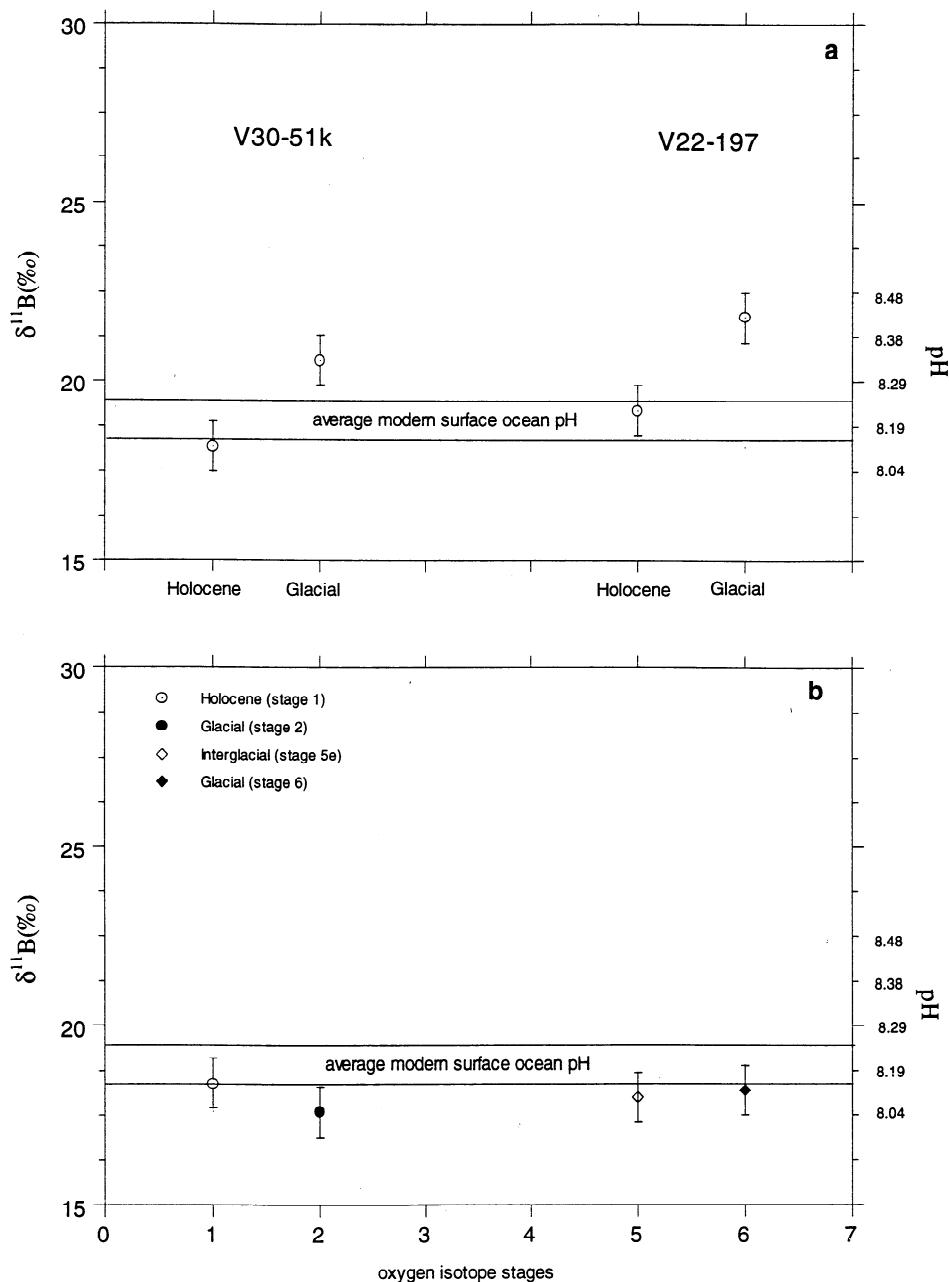 30
a
V30-51k
V22-197
25
δ¹¹B(‰)
8.48
8.38
pH
20
8.29
average modern surface ocean pH
8.19
8.04
15
Holocene
Glacial
Holocene
Glacial
30
b
Holocene (stage 1)
Glacial (stage 2)
Interglacial (stage 5e)
Glacial (stage 6)
25
δ¹¹B(‰)
8.48
8.38
pH
20
8.29
average modern surface ocean pH
8.19
8.04
15
0 1 2 3 4 5 6 7
oxygen isotope stages